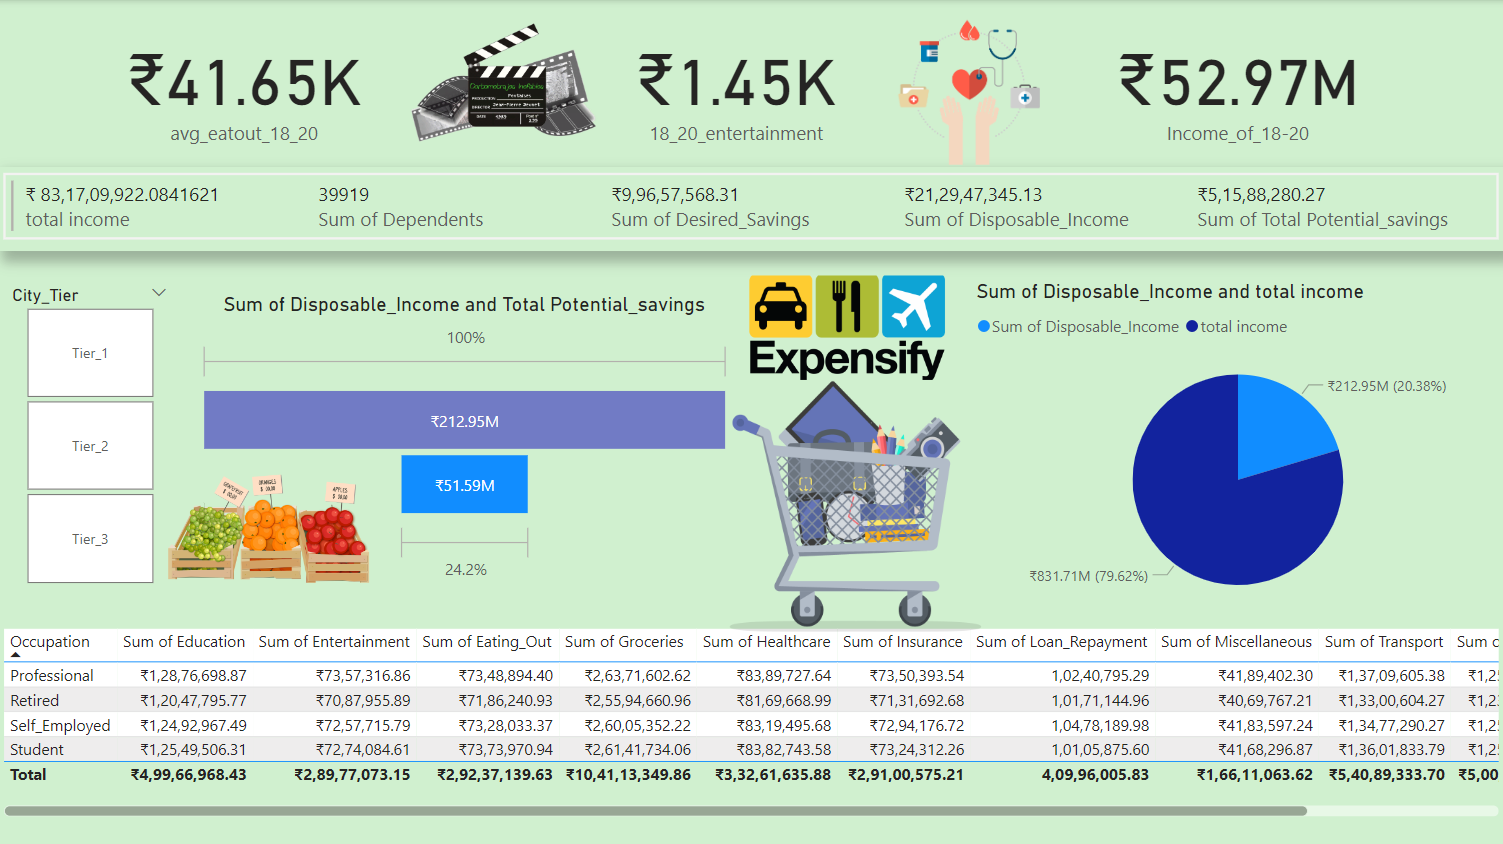 ₹41.65K
avg_eatout_18_20
₹1.45K
18_20_entertainment
₹52.97M
Income_of_18-20
₹ 83,17,09,922.0841621
total income
39919
Sum of Dependents
₹9,96,57,568.31
Sum of Desired_Savings
₹21,29,47,345.13
Sum of Disposable_Income
₹5,15,88,280.27
Sum of Total Potential_savings
City_Tier
Tier_1
Tier_2
Tier_3
Sum of Disposable_Income and Total Potential_savings
100%
₹212.95M
₹51.59M
24.2%
ORANGES
APPLES
Expensify
Sum of Disposable_Income and total income
Sum of Disposable_Income total income
₹212.95M (20.38%)
₹831.71M (79.62%)
Occupation Sum of Education Sum of Entertainment Sum of Eating_Out Sum of Groceries Sum of Healthcare Sum of Insurance Sum of Loan_Repayment Sum of Miscellaneous Sum of Transport Sum
Professional ₹1,28,76,698.87 ₹73,57,316.86 ₹73,48,894.40 ₹2,63,71,602.62 ₹83,89,727.64 ₹73,50,393.54 1,02,40,795.29 ₹41,89,402.30 ₹1,37,09,605.38
Retired ₹1,20,47,795.77 ₹70,87,955.89 ₹71,86,240.93 ₹2,55,94,660.96 ₹81,69,668.99 ₹71,31,692.68 1,01,71,144.96 ₹40,69,767.21 ₹1,33,00,604.27
Self_Employed ₹1,24,92,967.49 ₹72,57,715.79 ₹73,28,033.37 ₹2,60,05,352.22 ₹83,19,495.68 ₹72,94,176.72 1,04,78,189.98 ₹41,83,597.24 ₹1,34,77,290.27
Student ₹1,25,49,506.31 ₹72,74,084.61 ₹73,73,970.94 ₹2,61,41,734.06 ₹83,82,743.58 ₹73,24,312.26 1,01,05,875.60 ₹41,68,296.87 ₹1,36,01,833.79
Total ₹4,99,66,968.43 ₹2,89,77,073.15 ₹2,92,37,139.63 ₹10,41,13,349.86 ₹3,32,61,635.88 ₹2,91,00,575.21 4,09,96,005.83 ₹1,66,11,063.62 ₹5,40,89,333.70